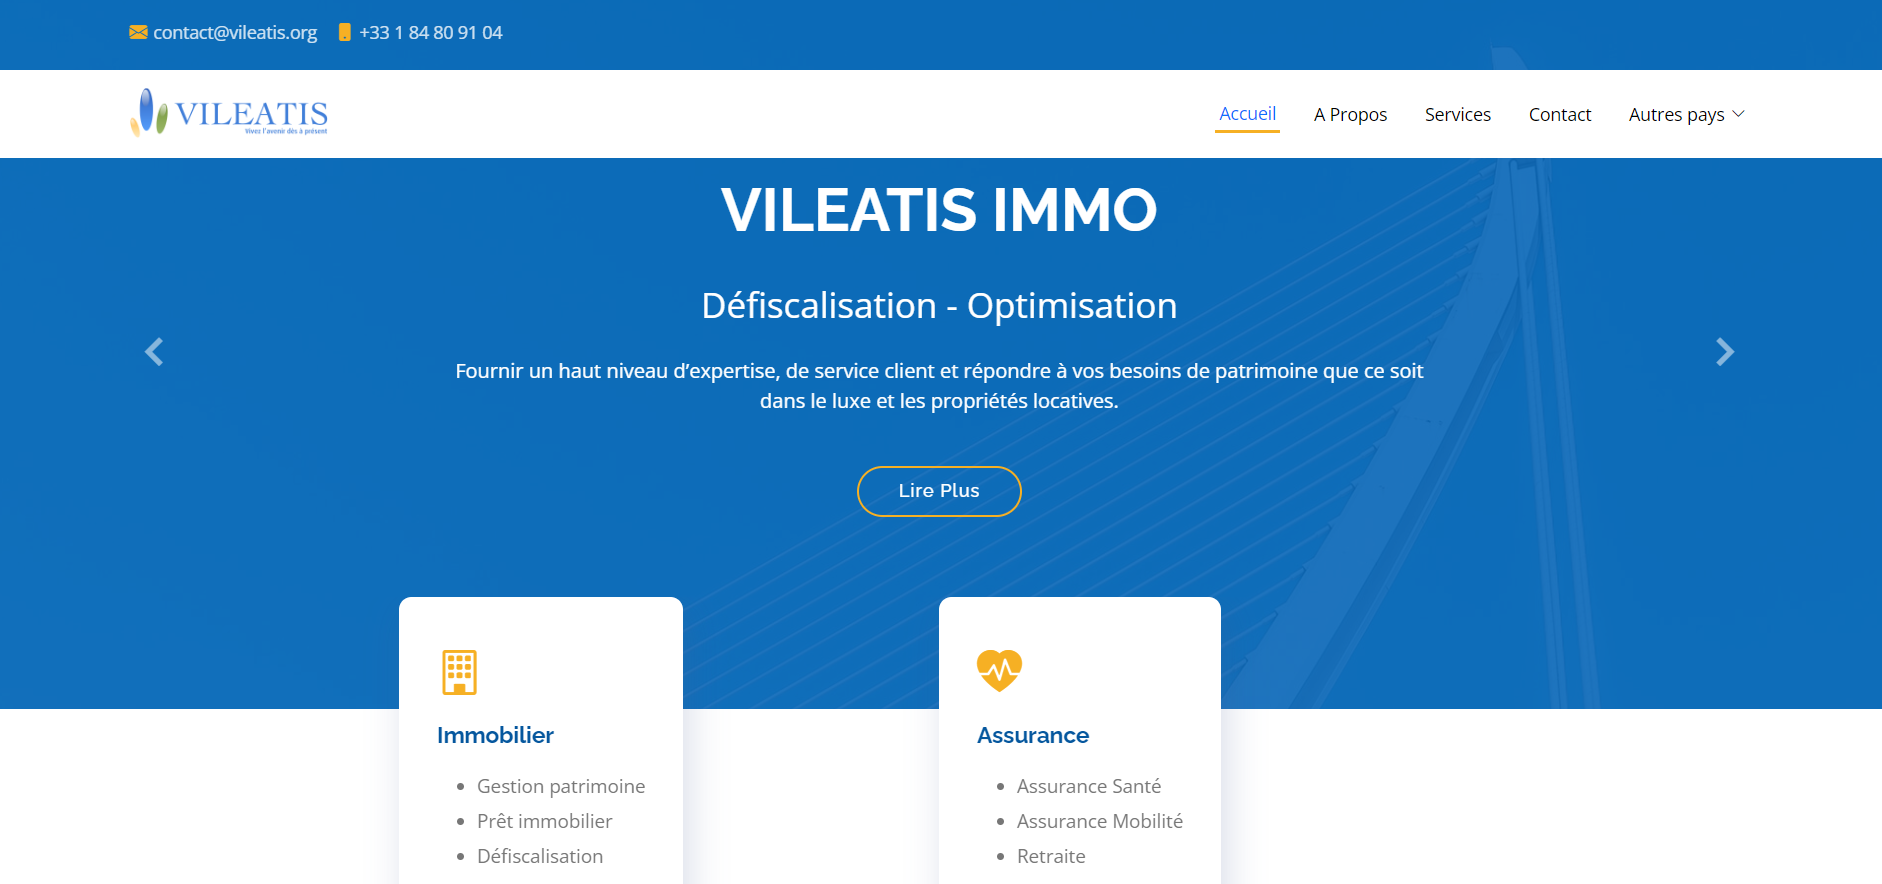 contact@vileatis.org +33 1 84 80 91 04
VILEATIS
Vivez l'avenir dès à présent
Accueil A Propos Services Contact Autres pays
VILEATIS IMMO
Défiscalisation - Optimisation
Fournir un haut niveau d’expertise, de service client et répondre à vos besoins de patrimoine que ce soit
dans le luxe et les propriétés locatives.
Lire Plus
Immobilier
Gestion patrimoine
Prêt immobilier
Défiscalisation
Assurance
Assurance Santé
Assurance Mobilité
Retraite